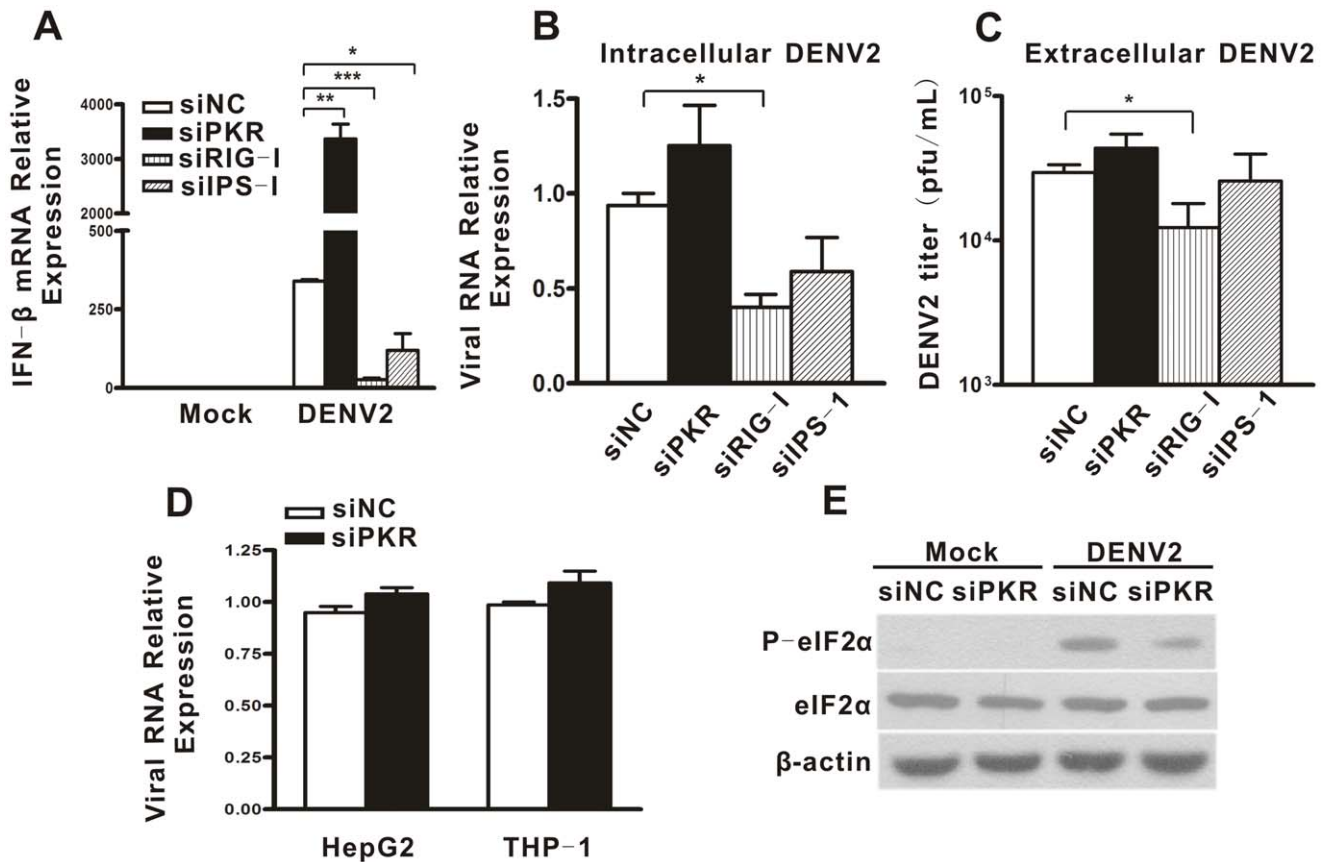 A
IFN-β mRNA Relative
Expression
4000
3000
2000
500
250
0
siNC
siPKR
siRIG-I
siIPS-I
*
***
**
Mock
DENV2
B
Intracellular DENV2
Viral RNA Relative
Expression
1.5
1.0
0.5
0.0
*
siNC
siPKR
siRIG-I
siIPS-1
C
Extracellular DENV2
DENV2 titer (pfu/mL)
10⁵
10⁴
10³
*
siNC
siPKR
siRIG-I
siIPS-1
D
siNC
siPKR
Viral RNA Relative
Expression
1.25
1.00
0.75
0.50
0.25
0.00
HepG2
THP-1
E
Mock
DENV2
siNC siPKR siNC siPKR
P-eIF2α
eIF2α
β-actin